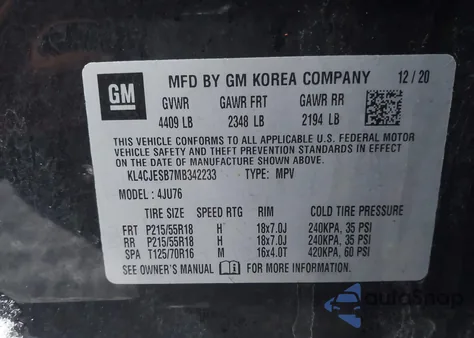 GM MFD BY GM KOREA COMPANY 12/20
GVWR GAWR FRT GAWR RR
4409 LB 2348 LB 2194 LB
THIS VEHICLE CONFORMS TO ALL APPLICABLE U.S. FEDERAL MOTOR
VEHICLE SAFETY AND THEFT PREVENTION STANDARDS IN EFFECT ON
THE DATE OF MANUFACTURE SHOWN ABOVE.
KL4CJESB7MB342233 TYPE: MPV
MODEL: 4JU76
TIRE SIZE SPEED RTG RIM COLD TIRE PRESSURE
FRT P215/55R18 H 18x7.0J 240KPA, 35 PSI
RR P215/55R18 H 18x7.0J 240KPA, 35 PSI
SPA T125/70R16 M 16x4.0T 420KPA, 60 PSI
SEE OWNER'S MANUAL i FOR MORE INFORMATION.
autosnap